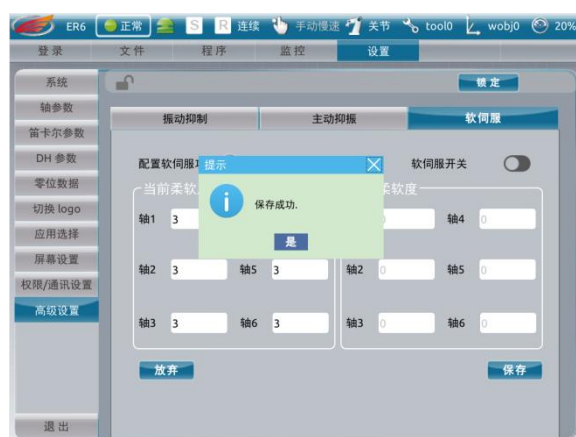 ER6 正常 S R 连续 手动慢速 关节 tool0 wobj0 20%
登录 文件 程序 监控 设置
系统
轴参数
笛卡尔参数
DH 参数
零位数据
切换 logo
应用选择
屏幕设置
权限/通讯设置
高级设置
退出
锁定
振动抑制 主动抑振 软伺服
配置软伺服 软伺服开关
当前柔软 柔软度
提示
保存成功.
是
轴1 3 轴4 0
轴2 3 轴5 3 轴2 0 轴5 0
轴3 3 轴6 3 轴3 0 轴6 0
放弃 保存